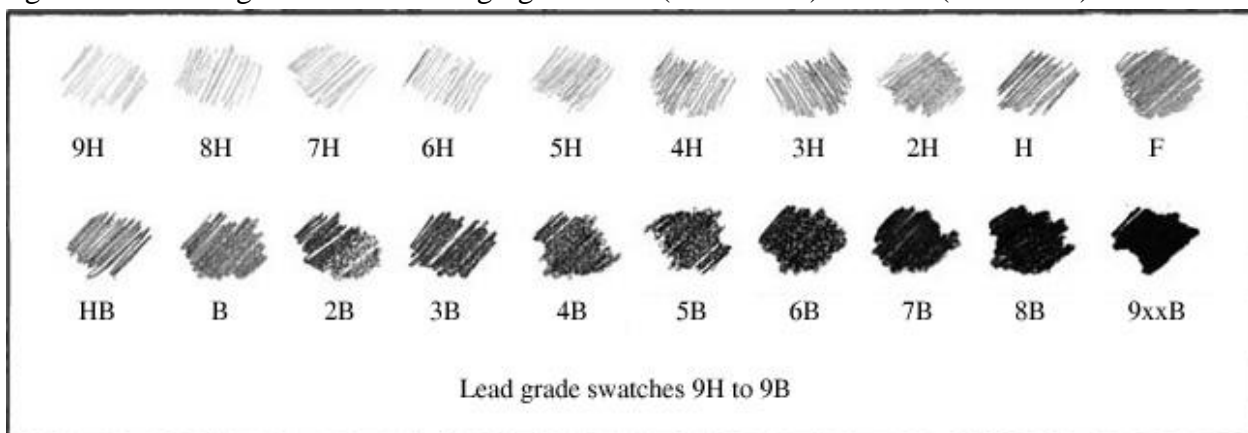 9H 8H 7H 6H 5H 4H 3H 2H H F
HB B 2B 3B 4B 5B 6B 7B 8B 9xxB
Lead grade swatches 9H to 9B